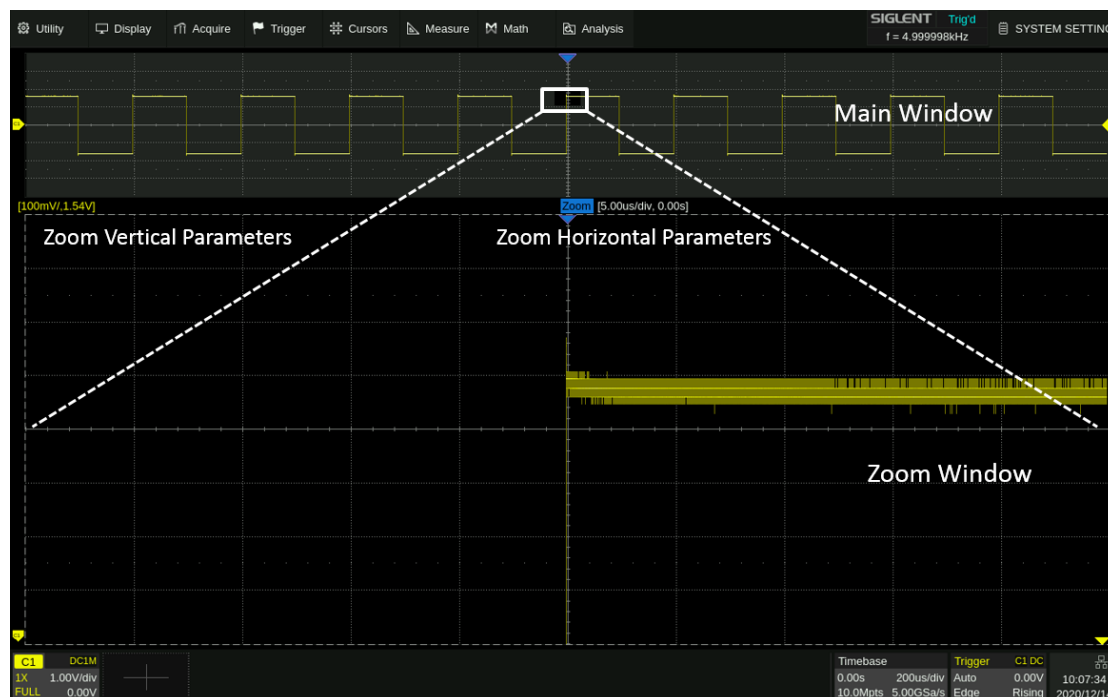 Utility Display Acquire Trigger Cursors Measure Math Analysis SIGLENT Trig'd
f = 4.999998kHz SYSTEM SETTING
C1
Main Window
[100mV/,1.54V] Zoom [5.00us/div, 0.00s]
Zoom Vertical Parameters Zoom Horizontal Parameters
Zoom Window
C1
C1 DC1M Timebase Trigger C1 DC
1X 1.00V/div 0.00s 200us/div Auto 0.00V 10:07:34
FULL 0.00V 10.0Mpts 5.00GSa/s Edge Rising